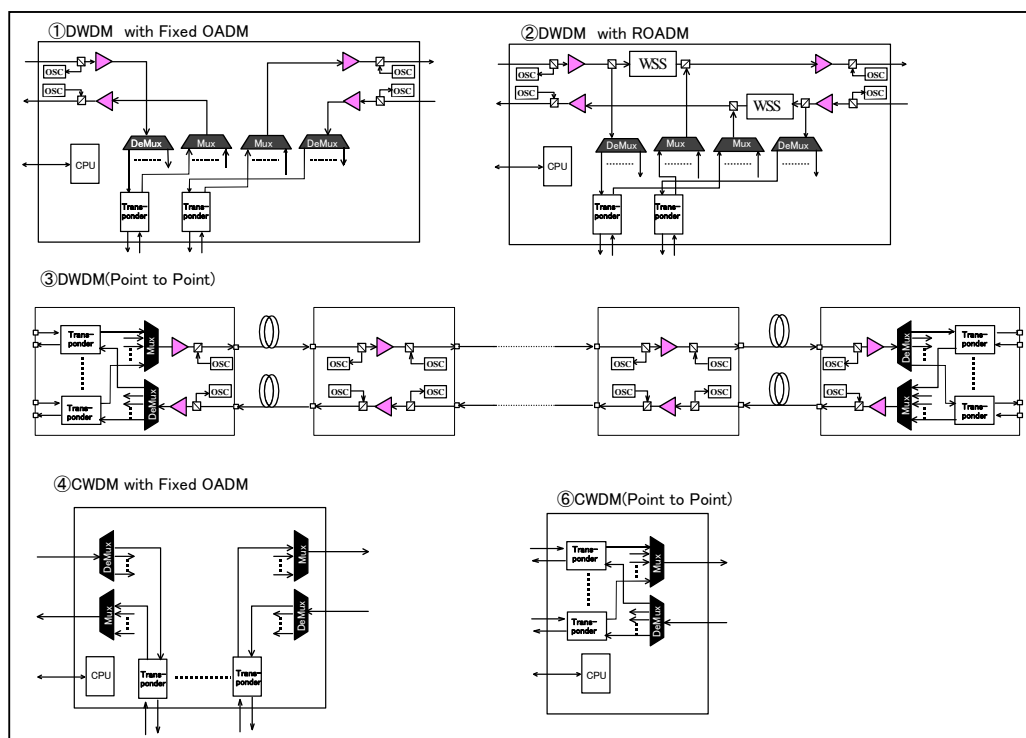 ①DWDM with Fixed OADM
OSC
OSC
OSC
OSC
DeMux
Mux
Mux
DeMux
CPU
Trans-
ponder
Trans-
ponder
②DWDM with ROADM
WSS
OSC
OSC
OSC
WSS
OSC
DeMux
Mux
Mux
DeMux
CPU
Trans-
ponder
Trans-
ponder
③DWDM(Point to Point)
Trans-
ponder
Mux
OSC
OSC
DeMux
Trans-
ponder
OSC
OSC
OSC
OSC
OSC
OSC
OSC
OSC
OSC
OSC
DeMux
Mux
Trans-
ponder
Trans-
ponder
④CWDM with Fixed OADM
DeMux
Mux
Mux
DeMux
CPU
Trans-
ponder
Trans-
ponder
⑥CWDM(Point to Point)
Trans-
ponder
Mux
Trans-
ponder
DeMux
CPU